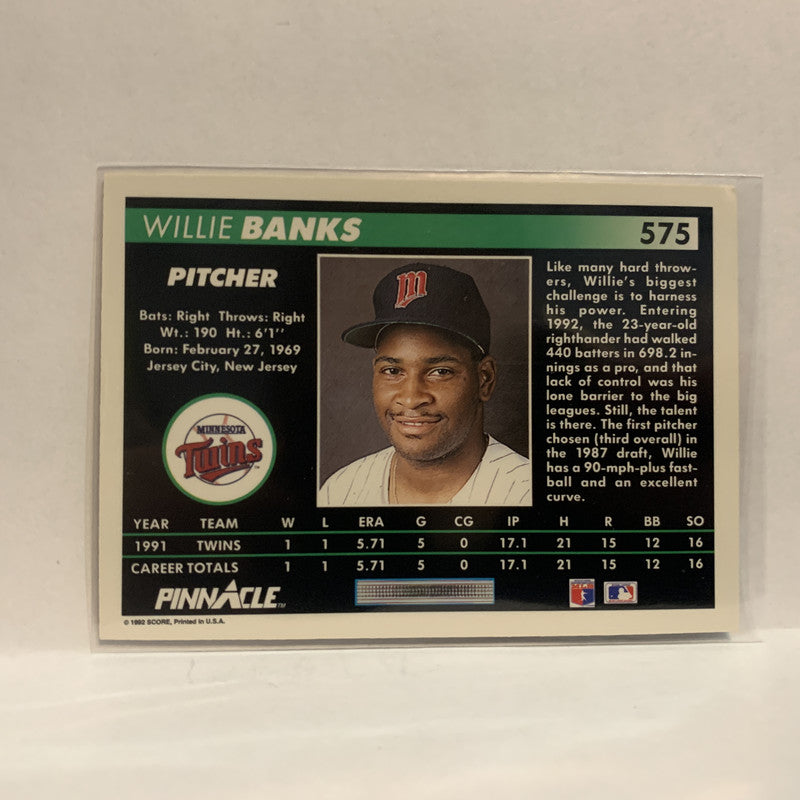 WILLIE BANKS
575
PITCHER
Bats: Right Throws: Right
Wt.: 190 Ht.: 6'1''
Born: February 27, 1969
Jersey City, New Jersey
m
MINNESOTA
Twins
TM
Like many hard throw-
ers, Willie's biggest
challenge is to harness
his power. Entering
1992, the 23-year-old
righthander had walked
440 batters in 698.2 in-
nings as a pro, and that
lack of control was his
lone barrier to the big
leagues. Still, the talent
is there. The first pitcher
chosen (third overall) in
the 1987 draft, Willie
has a 90-mph-plus fast-
ball and an excellent
curve.
YEAR TEAM W L ERA G CG IP H R BB SO
1991 TWINS 1 1 5.71 5 0 17.1 21 15 12 16
CAREER TOTALS 1 1 5.71 5 0 17.1 21 15 12 16
PINNACLE TM
© 1992 SCORE, Printed in U.S.A.